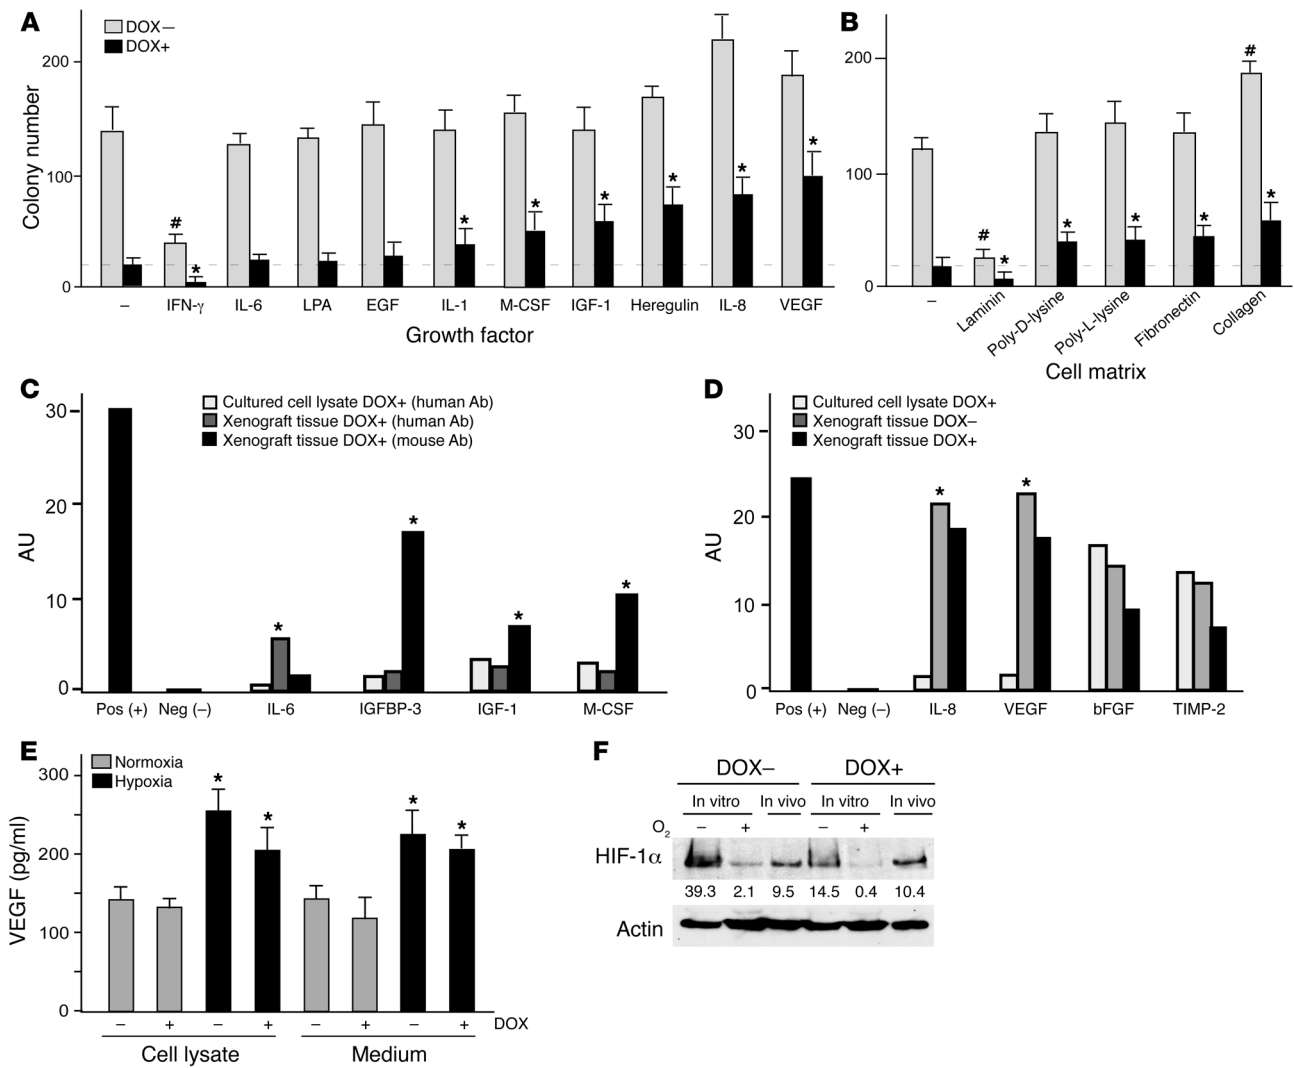 A
DOX–
DOX+
Colony number
200
100
0
* # * * * * * * *
– IFN-γ IL-6 LPA EGF IL-1 M-CSF IGF-1 Heregulin IL-8 VEGF
Growth factor
B
200
100
0
# * # * * * * *
– Laminin Poly-D-lysine Poly-L-lysine Fibronectin Collagen
Cell matrix
C
Cultured cell lysate DOX+ (human Ab)
Xenograft tissue DOX+ (human Ab)
Xenograft tissue DOX+ (mouse Ab)
AU
30
20
10
0
* * * *
Pos (+) Neg (–) IL-6 IGFBP-3 IGF-1 M-CSF
D
Cultured cell lysate DOX+
Xenograft tissue DOX–
Xenograft tissue DOX+
AU
30
20
10
0
* *
Pos (+) Neg (–) IL-8 VEGF bFGF TIMP-2
E
Normoxia
Hypoxia
VEGF (pg/ml)
300
200
100
0
* * * *
– + – + – + – + DOX
Cell lysate Medium
F
DOX– DOX+
In vitro In vivo In vitro In vivo
O2 – + – +
HIF-1α
39.3 2.1 9.5 14.5 0.4 10.4
Actin